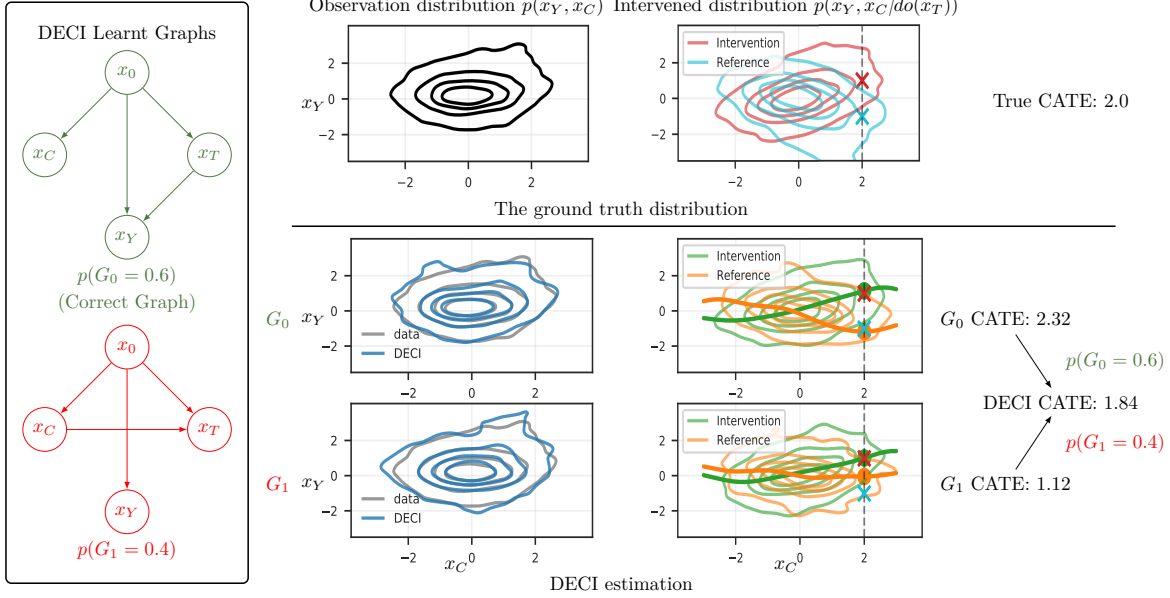 Observation distribution p(x_Y, x_C)
Intervened distribution p(x_Y, x_C|do(x_T))
DECI Learnt Graphs
x_0
x_C
x_T
x_Y
p(G_0 = 0.6)
(Correct Graph)
x_0
x_C
x_T
x_Y
p(G_1 = 0.4)
x_Y
2
0
−2
−2
0
2
Intervention
Reference
2
0
−2
−2
0
2
True CATE: 2.0
The ground truth distribution
G_0
x_Y
2
0
−2
data
DECI
−2
0
2
Intervention
Reference
2
0
−2
−2
0
2
G_0 CATE: 2.32
p(G_0 = 0.6)
DECI CATE: 1.84
p(G_1 = 0.4)
G_1 CATE: 1.12
G_1
x_Y
2
0
−2
data
DECI
−2
0
2
x_C
Intervention
Reference
2
0
−2
−2
0
2
x_C
DECI estimation